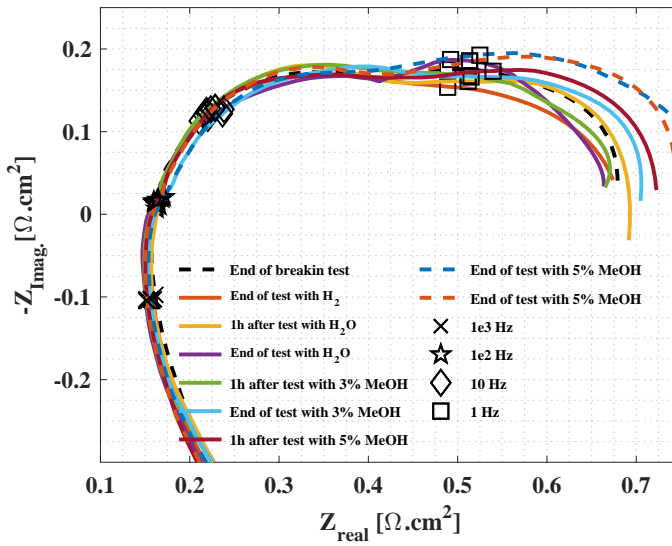 0.2
0.1
0
-0.1
-0.2
-Z_Imag. [Ω.cm²]
End of breakin test
End of test with H₂
1h after test with H₂O
End of test with H₂O
1h after test with 3% MeOH
End of test with 3% MeOH
1h after test with 5% MeOH
End of test with 5% MeOH
End of test with 5% MeOH
1e3 Hz
1e2 Hz
10 Hz
1 Hz
0.1 0.2 0.3 0.4 0.5 0.6 0.7
Z_real [Ω.cm²]